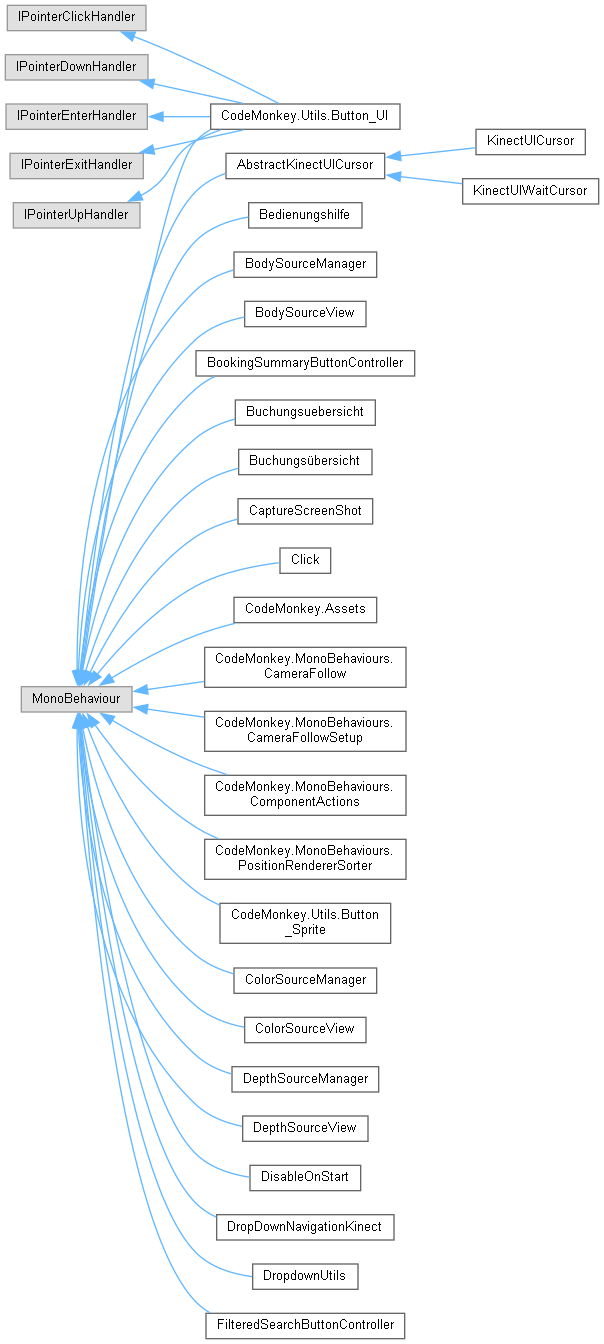 IPointerClickHandler
IPointerDownHandler
IPointerEnterHandler
CodeMonkey.Utils.Button_UI
KinectUICursor
IPointerExitHandler
AbstractKinectUICursor
KinectUIWaitCursor
IPointerUpHandler
Bedienungshilfe
BodySourceManager
BodySourceView
BookingSummaryButtonController
Buchungsuebersicht
Buchungsübersicht
CaptureScreenShot
Click
CodeMonkey.Assets
CodeMonkey.MonoBehaviours.
CameraFollow
MonoBehaviour
CodeMonkey.MonoBehaviours.
CameraFollowSetup
CodeMonkey.MonoBehaviours.
ComponentActions
CodeMonkey.MonoBehaviours.
PositionRendererSorter
CodeMonkey.Utils.Button
_Sprite
ColorSourceManager
ColorSourceView
DepthSourceManager
DepthSourceView
DisableOnStart
DropDownNavigationKinect
DropdownUtils
FilteredSearchButtonController